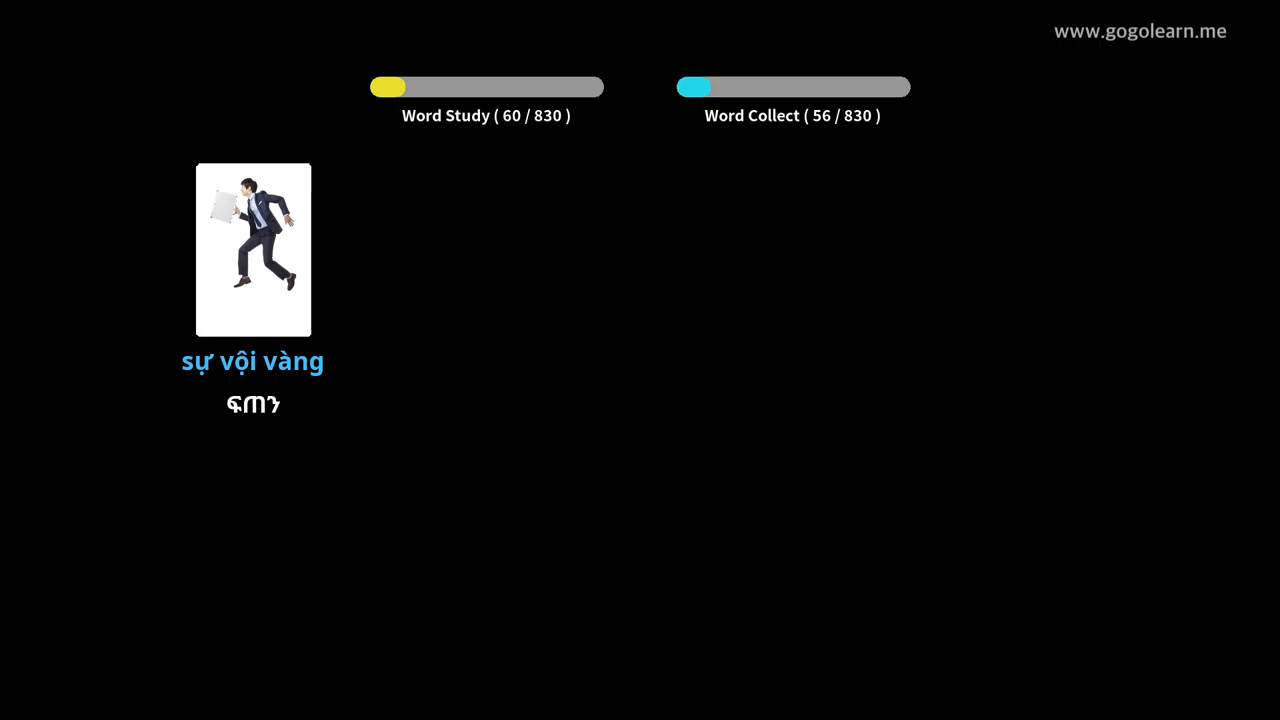 www.gogolearn.me
Word Study ( 60 / 830 )
Word Collect ( 56 / 830 )
sự vội vàng
ፍጠን